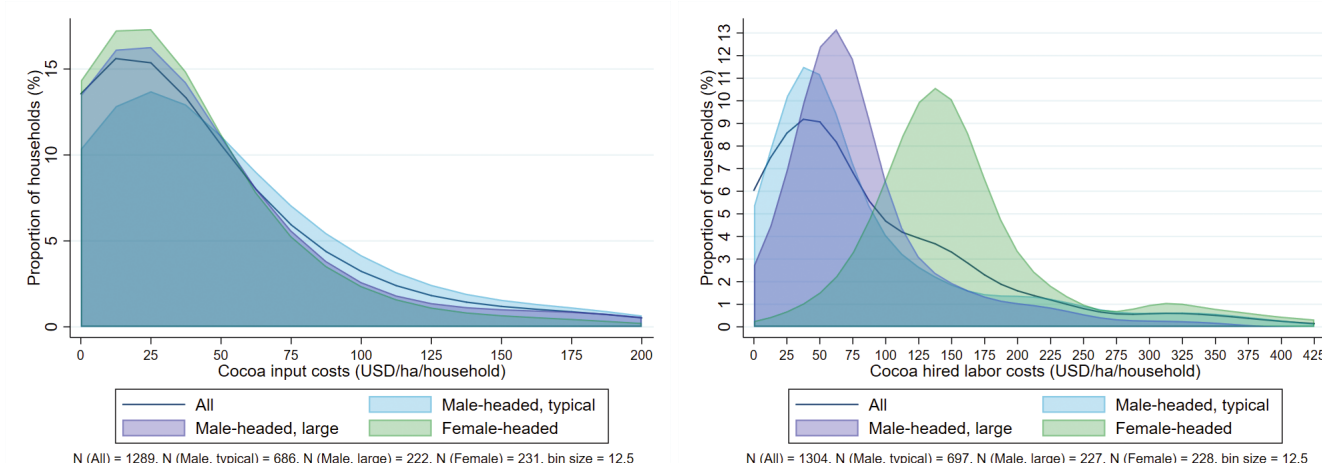 Proportion of households (%)
15
10
5
0
0 25 50 75 100 125 150 175 200
Cocoa input costs (USD/ha/household)
All
Male-headed, typical
Male-headed, large
Female-headed
N (All) = 1289, N (Male, typical) = 686, N (Male, large) = 222, N (Female) = 231, bin size = 12.5
Proportion of households (%)
13
12
11
10
9
8
7
6
5
4
3
2
1
0
0 25 50 75 100 125 150 175 200 225 250 275 300 325 350 375 400 425
Cocoa hired labor costs (USD/ha/household)
All
Male-headed, typical
Male-headed, large
Female-headed
N (All) = 1304, N (Male, typical) = 697, N (Male, large) = 227, N (Female) = 228, bin size = 12.5